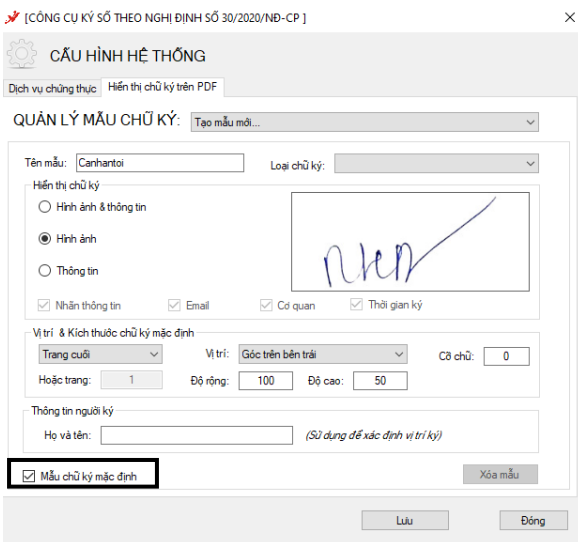 [CÔNG CỤ KÝ SỐ THEO NGHỊ ĐỊNH SỐ 30/2020/NĐ-CP ]
CẤU HÌNH HỆ THỐNG
Dịch vụ chứng thực Hiển thị chữ ký trên PDF
QUẢN LÝ MẪU CHỮ KÝ: Tạo mẫu mới...
Tên mẫu: Canhantoi Loại chữ ký:
Hiển thị chữ ký
Hình ảnh & thông tin
Hình ảnh
Thông tin
Nhãn thông tin Email Cơ quan Thời gian ký
Vị trí & Kích thước chữ ký mặc định
Trang cuối Vị trí: Góc trên bên trái Cỡ chữ: 0
Hoặc trang: 1 Độ rộng: 100 Độ cao: 50
Thông tin người ký
Họ và tên: (Sử dụng để xác định vị trí ký)
Mẫu chữ ký mặc định Xóa mẫu
Lưu Đóng